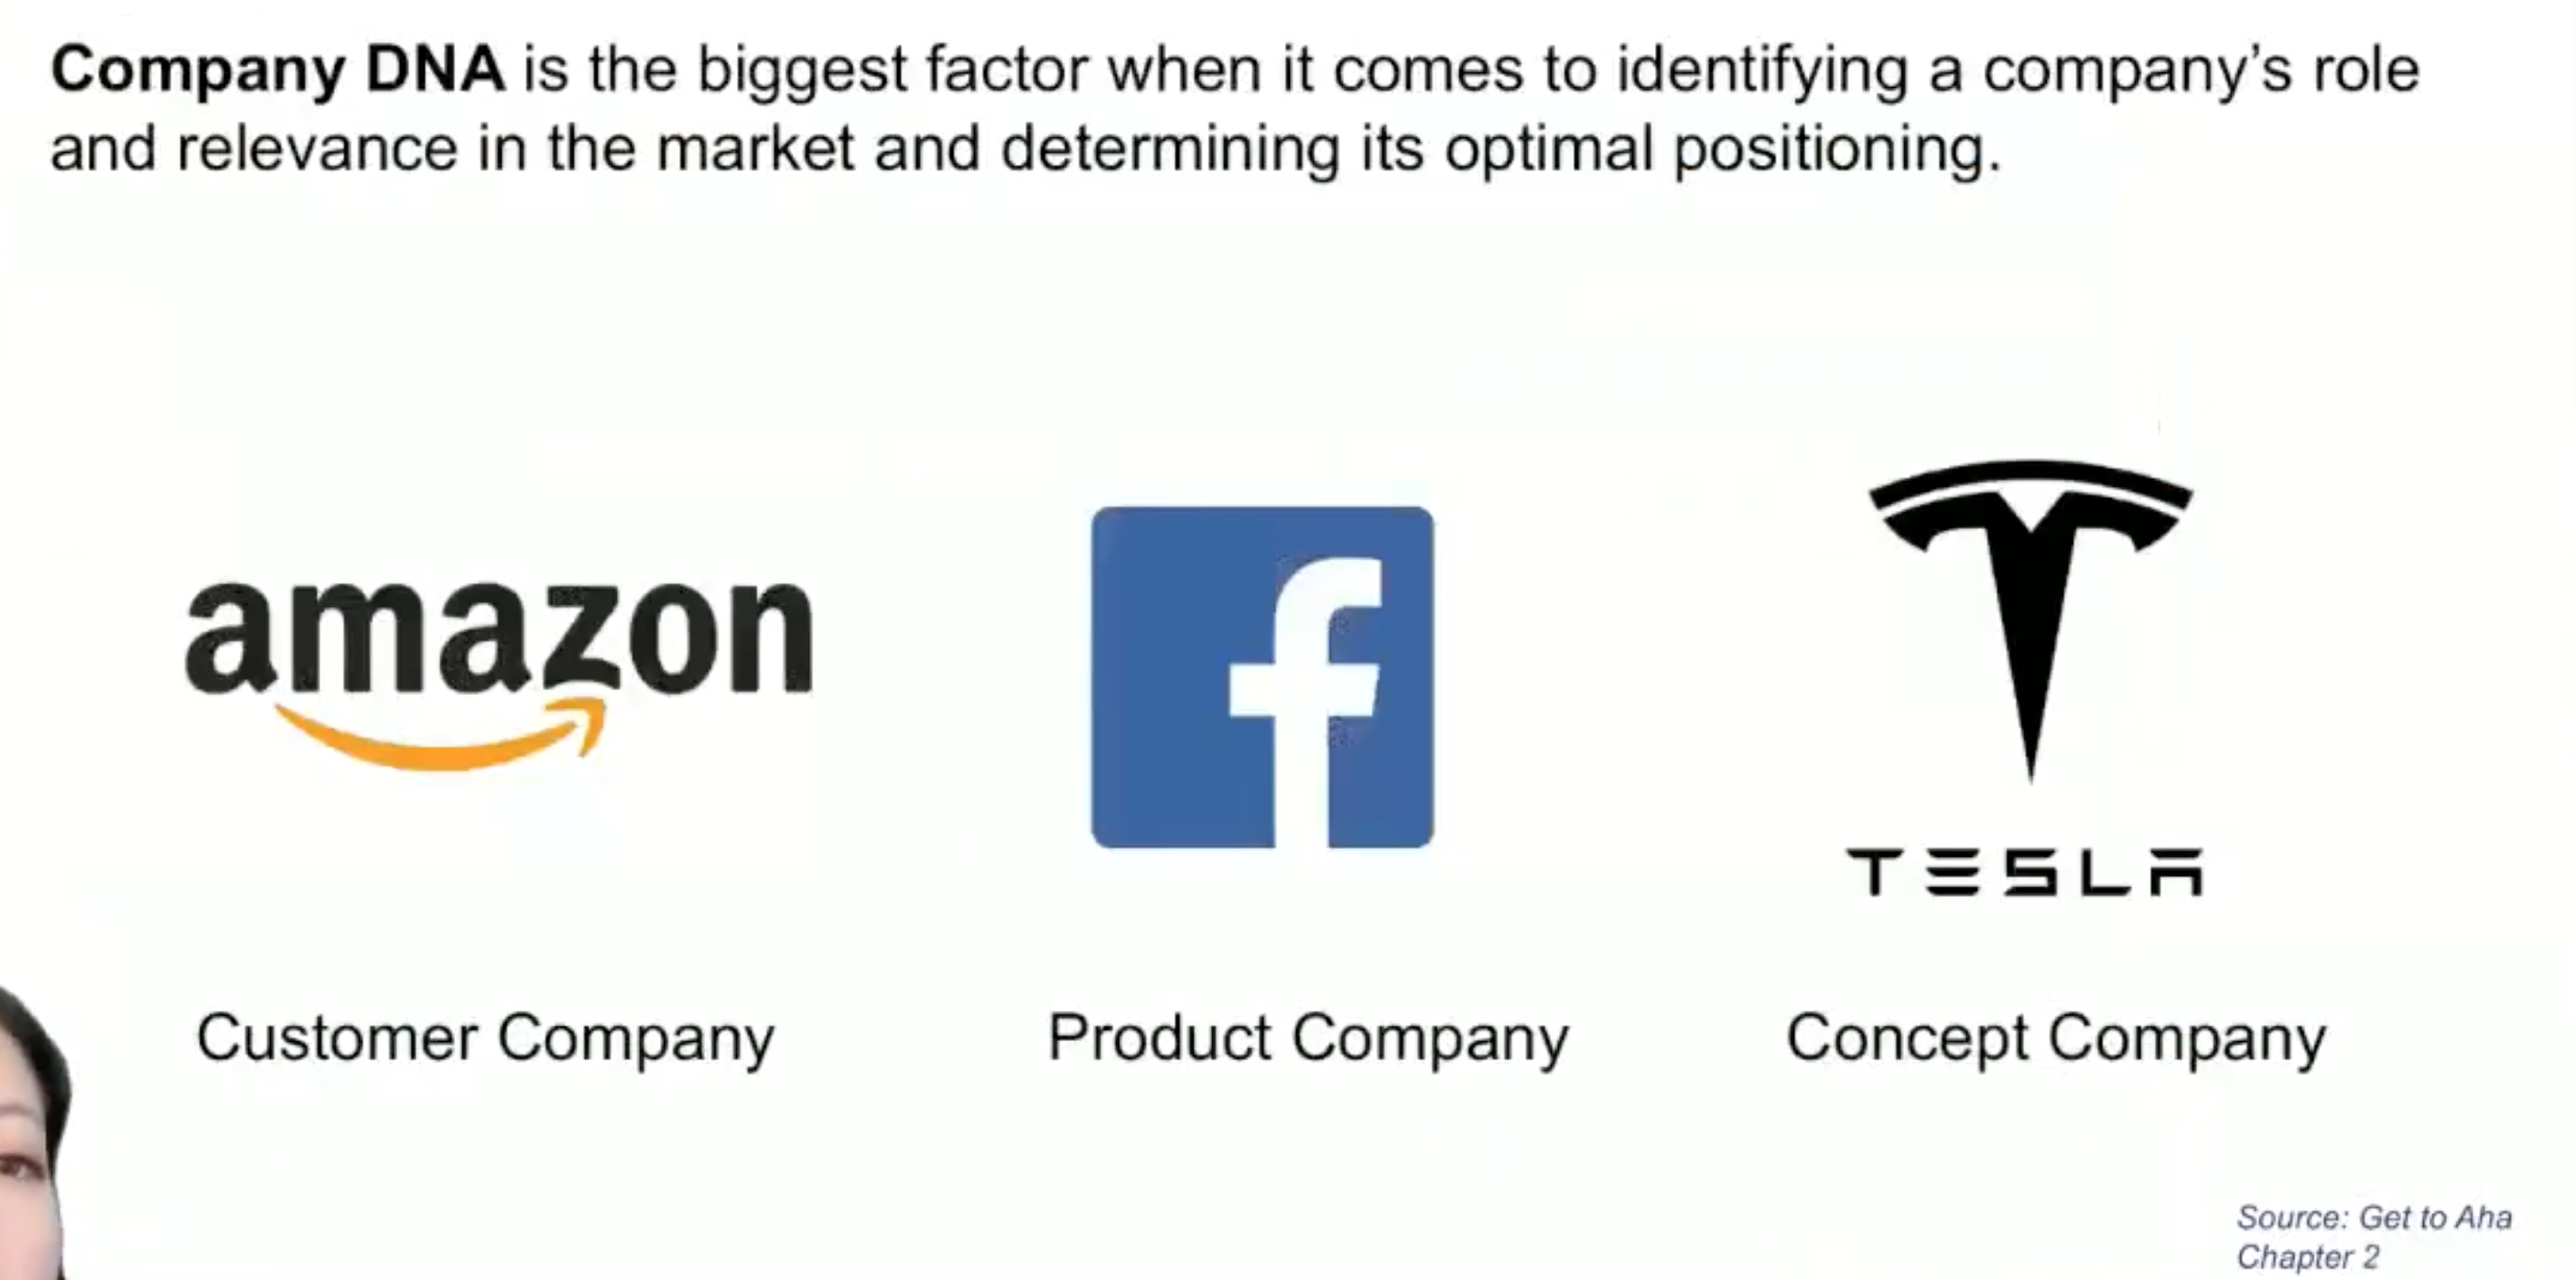 Company DNA is the biggest factor when it comes to identifying a company’s role
and relevance in the market and determining its optimal positioning.
amazon
f
TESLA
Customer Company
Product Company
Concept Company
Source: Get to Aha
Chapter 2